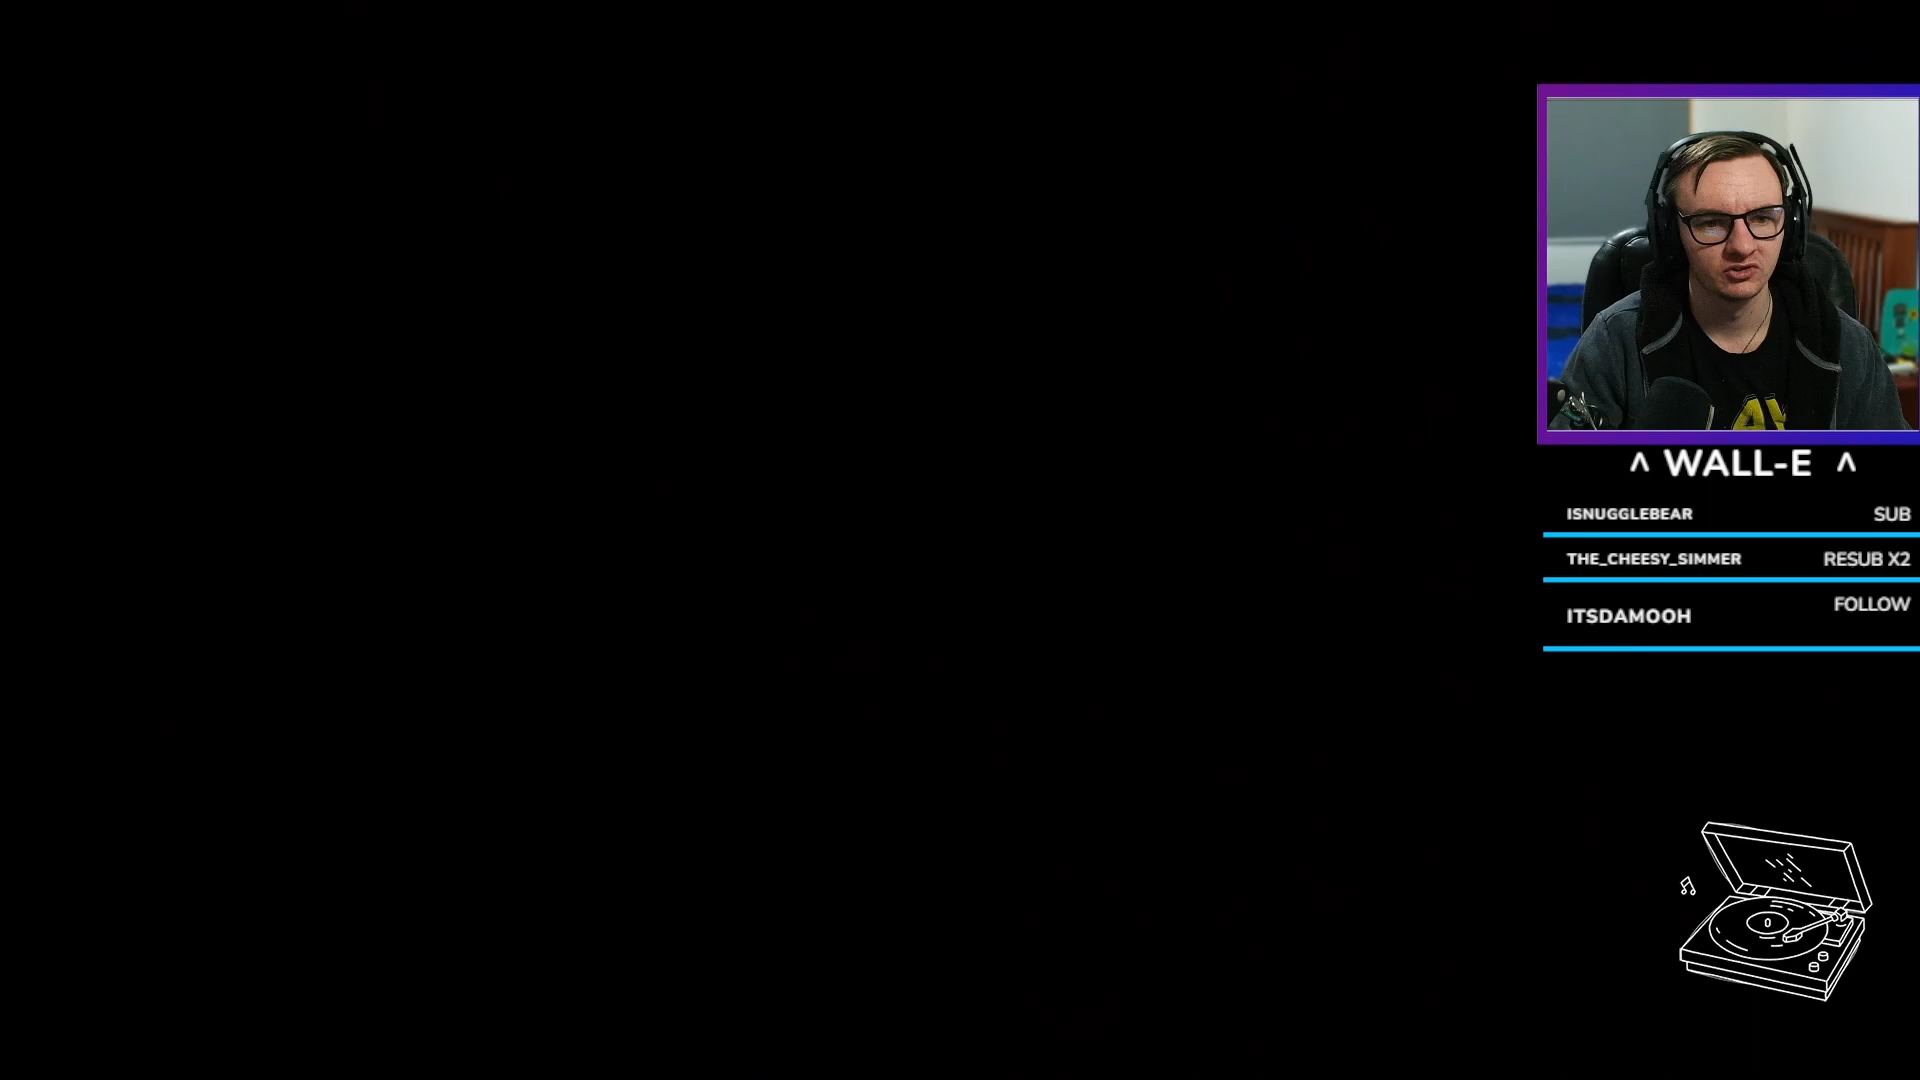 ^ WALL-E ^
ISNUGGLEBEAR SUB
THE_CHEESY_SIMMER RESUB X2
ITSDAMOOH FOLLOW